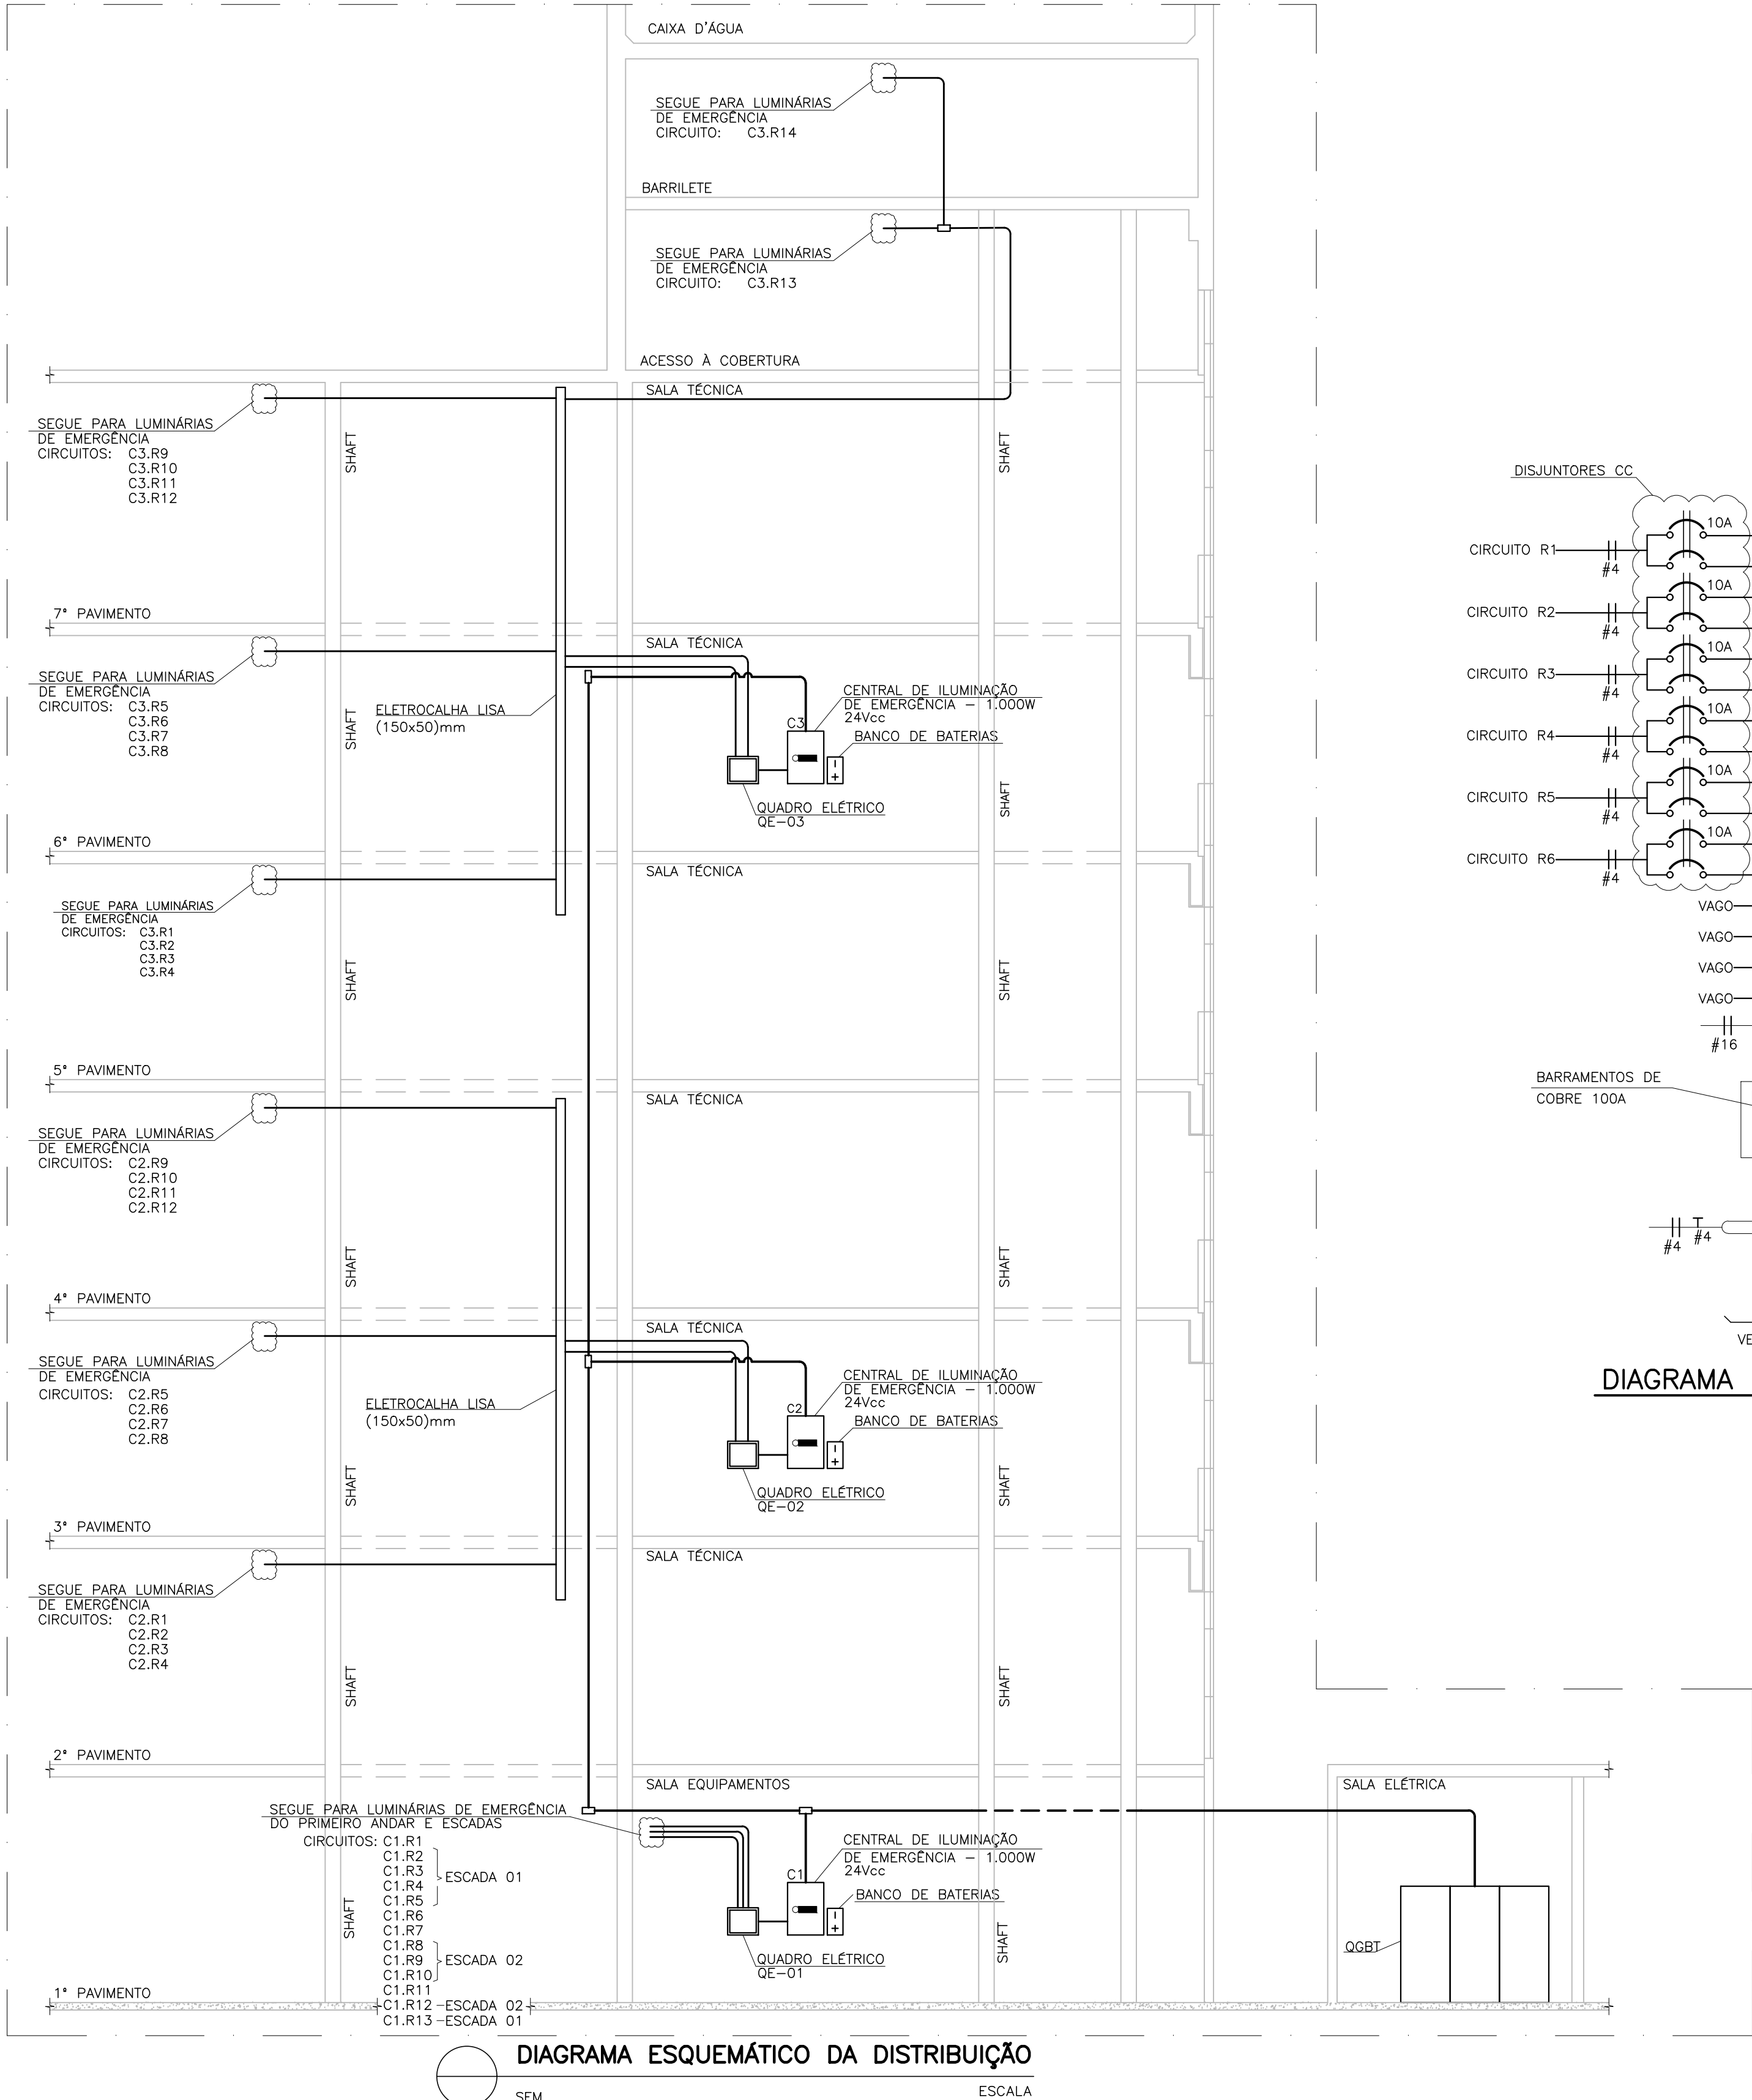 CAIXA D'ÁGUA
SEGUE PARA LUMINÁRIAS
DE EMERGÊNCIA
CIRCUITO: C3.R14
BARRILETE
SEGUE PARA LUMINÁRIAS
DE EMERGÊNCIA
CIRCUITO: C3.R13
ACESSO À COBERTURA
SALA TÉCNICA
SEGUE PARA LUMINÁRIAS
DE EMERGÊNCIA
CIRCUITOS: C3.R9
C3.R10
C3.R11
C3.R12
SHAFT
SHAFT
7° PAVIMENTO
SALA TÉCNICA
SEGUE PARA LUMINÁRIAS
DE EMERGÊNCIA
CIRCUITOS: C3.R5
C3.R6
C3.R7
C3.R8
SHAFT
ELETROCALHA LISA
(150x50)mm
CENTRAL DE ILUMINAÇÃO
DE EMERGÊNCIA - 1.000W
24Vcc
C3
BANCO DE BATERIAS
QUADRO ELÉTRICO
QE-03
SHAFT
6° PAVIMENTO
SALA TÉCNICA
SEGUE PARA LUMINÁRIAS
DE EMERGÊNCIA
CIRCUITOS: C3.R1
C3.R2
C3.R3
C3.R4
SHAFT
SHAFT
5° PAVIMENTO
SALA TÉCNICA
SEGUE PARA LUMINÁRIAS
DE EMERGÊNCIA
CIRCUITOS: C2.R9
C2.R10
C2.R11
C2.R12
SHAFT
SHAFT
4° PAVIMENTO
SALA TÉCNICA
SEGUE PARA LUMINÁRIAS
DE EMERGÊNCIA
CIRCUITOS: C2.R5
C2.R6
C2.R7
C2.R8
ELETROCALHA LISA
(150x50)mm
CENTRAL DE ILUMINAÇÃO
DE EMERGÊNCIA - 1.000W
24Vcc
C2
BANCO DE BATERIAS
QUADRO ELÉTRICO
QE-02
SHAFT
SHAFT
3° PAVIMENTO
SALA TÉCNICA
SEGUE PARA LUMINÁRIAS
DE EMERGÊNCIA
CIRCUITOS: C2.R1
C2.R2
C2.R3
C2.R4
SHAFT
SHAFT
2° PAVIMENTO
SALA EQUIPAMENTOS
SALA ELÉTRICA
SEGUE PARA LUMINÁRIAS DE EMERGÊNCIA
DO PRIMEIRO ANDAR E ESCADAS
CIRCUITOS: C1.R1
C1.R2
C1.R3
C1.R4
C1.R5
ESCADA 01
C1.R6
C1.R7
C1.R8
C1.R9
C1.R10
ESCADA 02
C1.R11
C1.R12-ESCADA 02
C1.R13-ESCADA 01
SHAFT
CENTRAL DE ILUMINAÇÃO
DE EMERGÊNCIA - 1.000W
24Vcc
C1
BANCO DE BATERIAS
QUADRO ELÉTRICO
QE-01
SHAFT
QGBT
1° PAVIMENTO
DIAGRAMA ESQUEMÁTICO DA DISTRIBUIÇÃO
SEM ESCALA
DISJUNTORES CC
CIRCUITO R1 #4 10A
CIRCUITO R2 #4 10A
CIRCUITO R3 #4 10A
CIRCUITO R4 #4 10A
CIRCUITO R5 #4 10A
CIRCUITO R6 #4 10A
VAGO
VAGO
VAGO
VAGO
#16
BARRAMENTOS DE
COBRE 100A
#4 #4
VE
DIAGRAMA